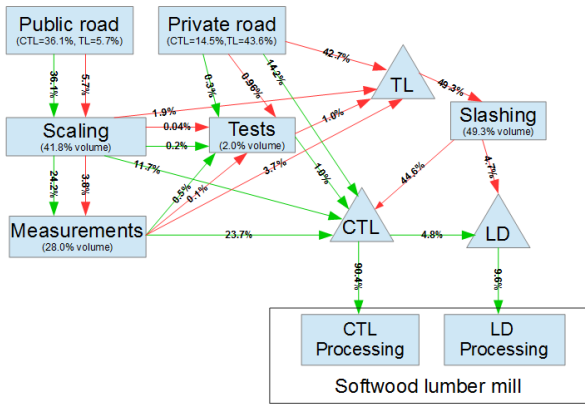 Public road
(CTL=36.1%, TL=5.7%)
Private road
(CTL=14.5%,TL=43.6%)
36.1%
5.7%
0.3%
0.96%
14.2%
42.7%
TL
49.3%
1.9%
0.04%
0.2%
1.0%
Scaling
(41.8% volume)
Tests
(2.0% volume)
Slashing
(49.3% volume)
24.2%
3.8%
11.7%
0.5%
0.1%
3.7%
1.0%
44.6%
4.7%
Measurements
(28.0% volume)
23.7%
CTL
4.8%
LD
90.4%
9.6%
CTL
Processing
LD
Processing
Softwood lumber mill